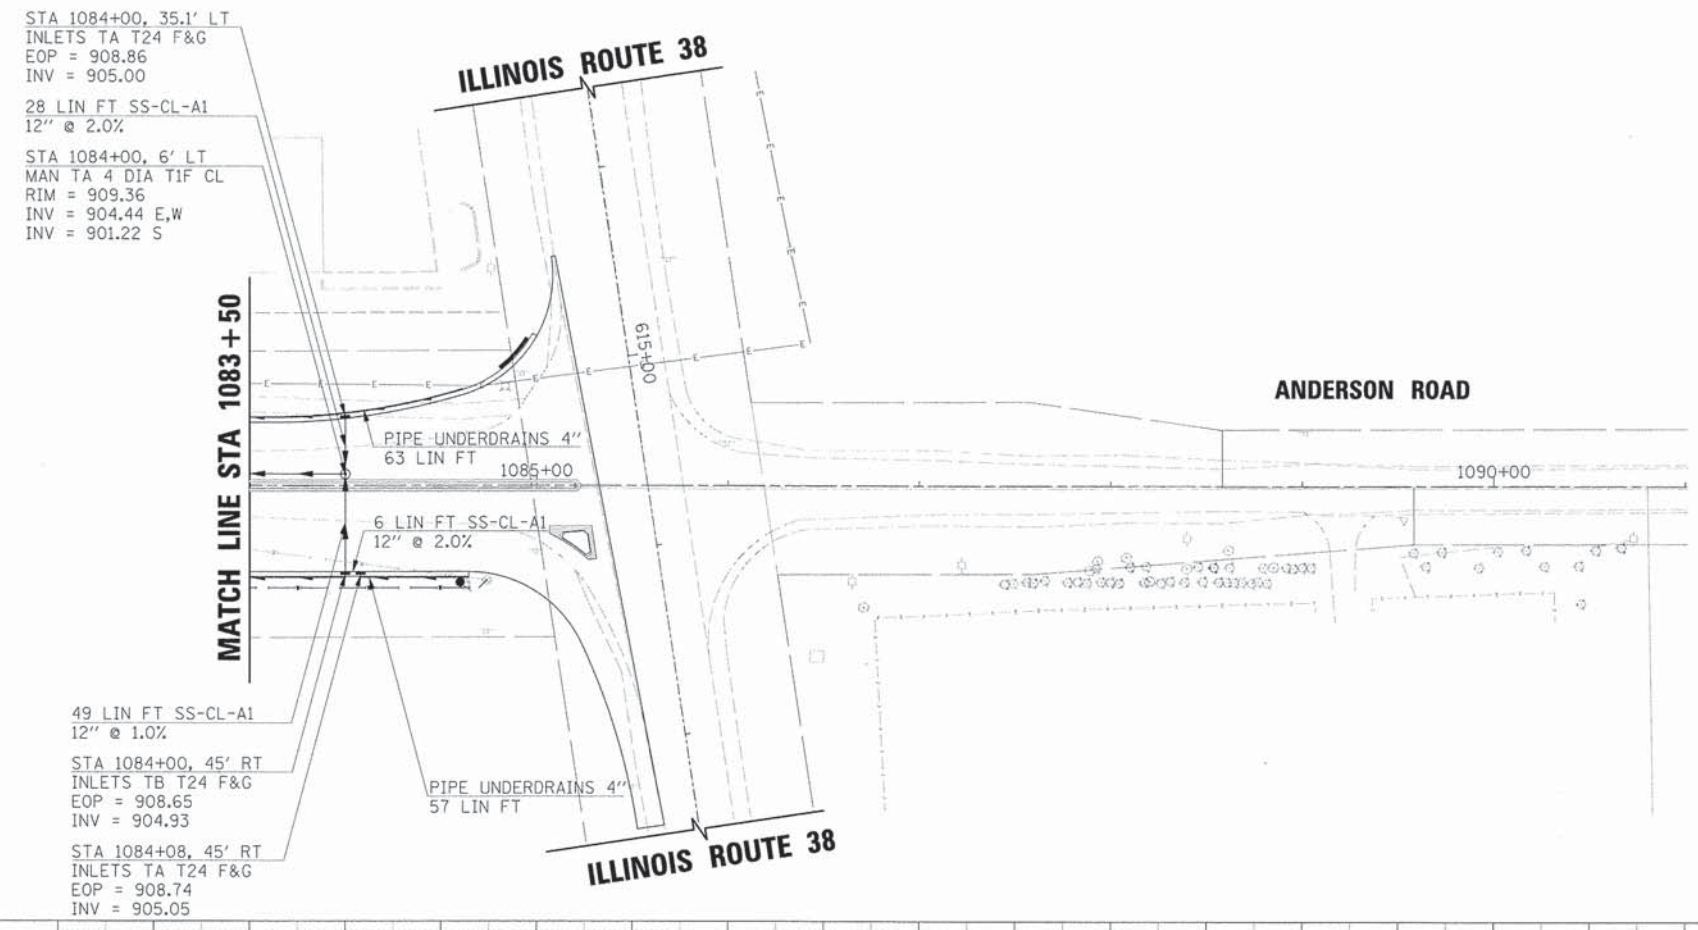 STA 1084+00, 35.1' LT
INLETS TA T24 F&G
EOP = 908.86
INV = 905.00
28 LIN FT SS-CL-A1
12" @ 2.0%
STA 1084+00, 6' LT
MAN TA 4 DIA T1F CL
RIM = 909.36
INV = 904.44 E,W
INV = 901.22 S
ILLINOIS ROUTE 38
MATCH LINE STA 1083+50
615+00
E E E E E
E E E E E E E E
ANDERSON ROAD
PIPE UNDERDRAINS 4"
63 LIN FT
1085+00
1090+00
6 LIN FT SS-CL-A1
12" @ 2.0%
49 LIN FT SS-CL-A1
12" @ 1.0%
STA 1084+00, 45' RT
INLETS TB T24 F&G
EOP = 908.65
INV = 904.93
PIPE UNDERDRAINS 4"
57 LIN FT
STA 1084+08, 45' RT
INLETS TA T24 F&G
EOP = 908.74
INV = 905.05
ILLINOIS ROUTE 38